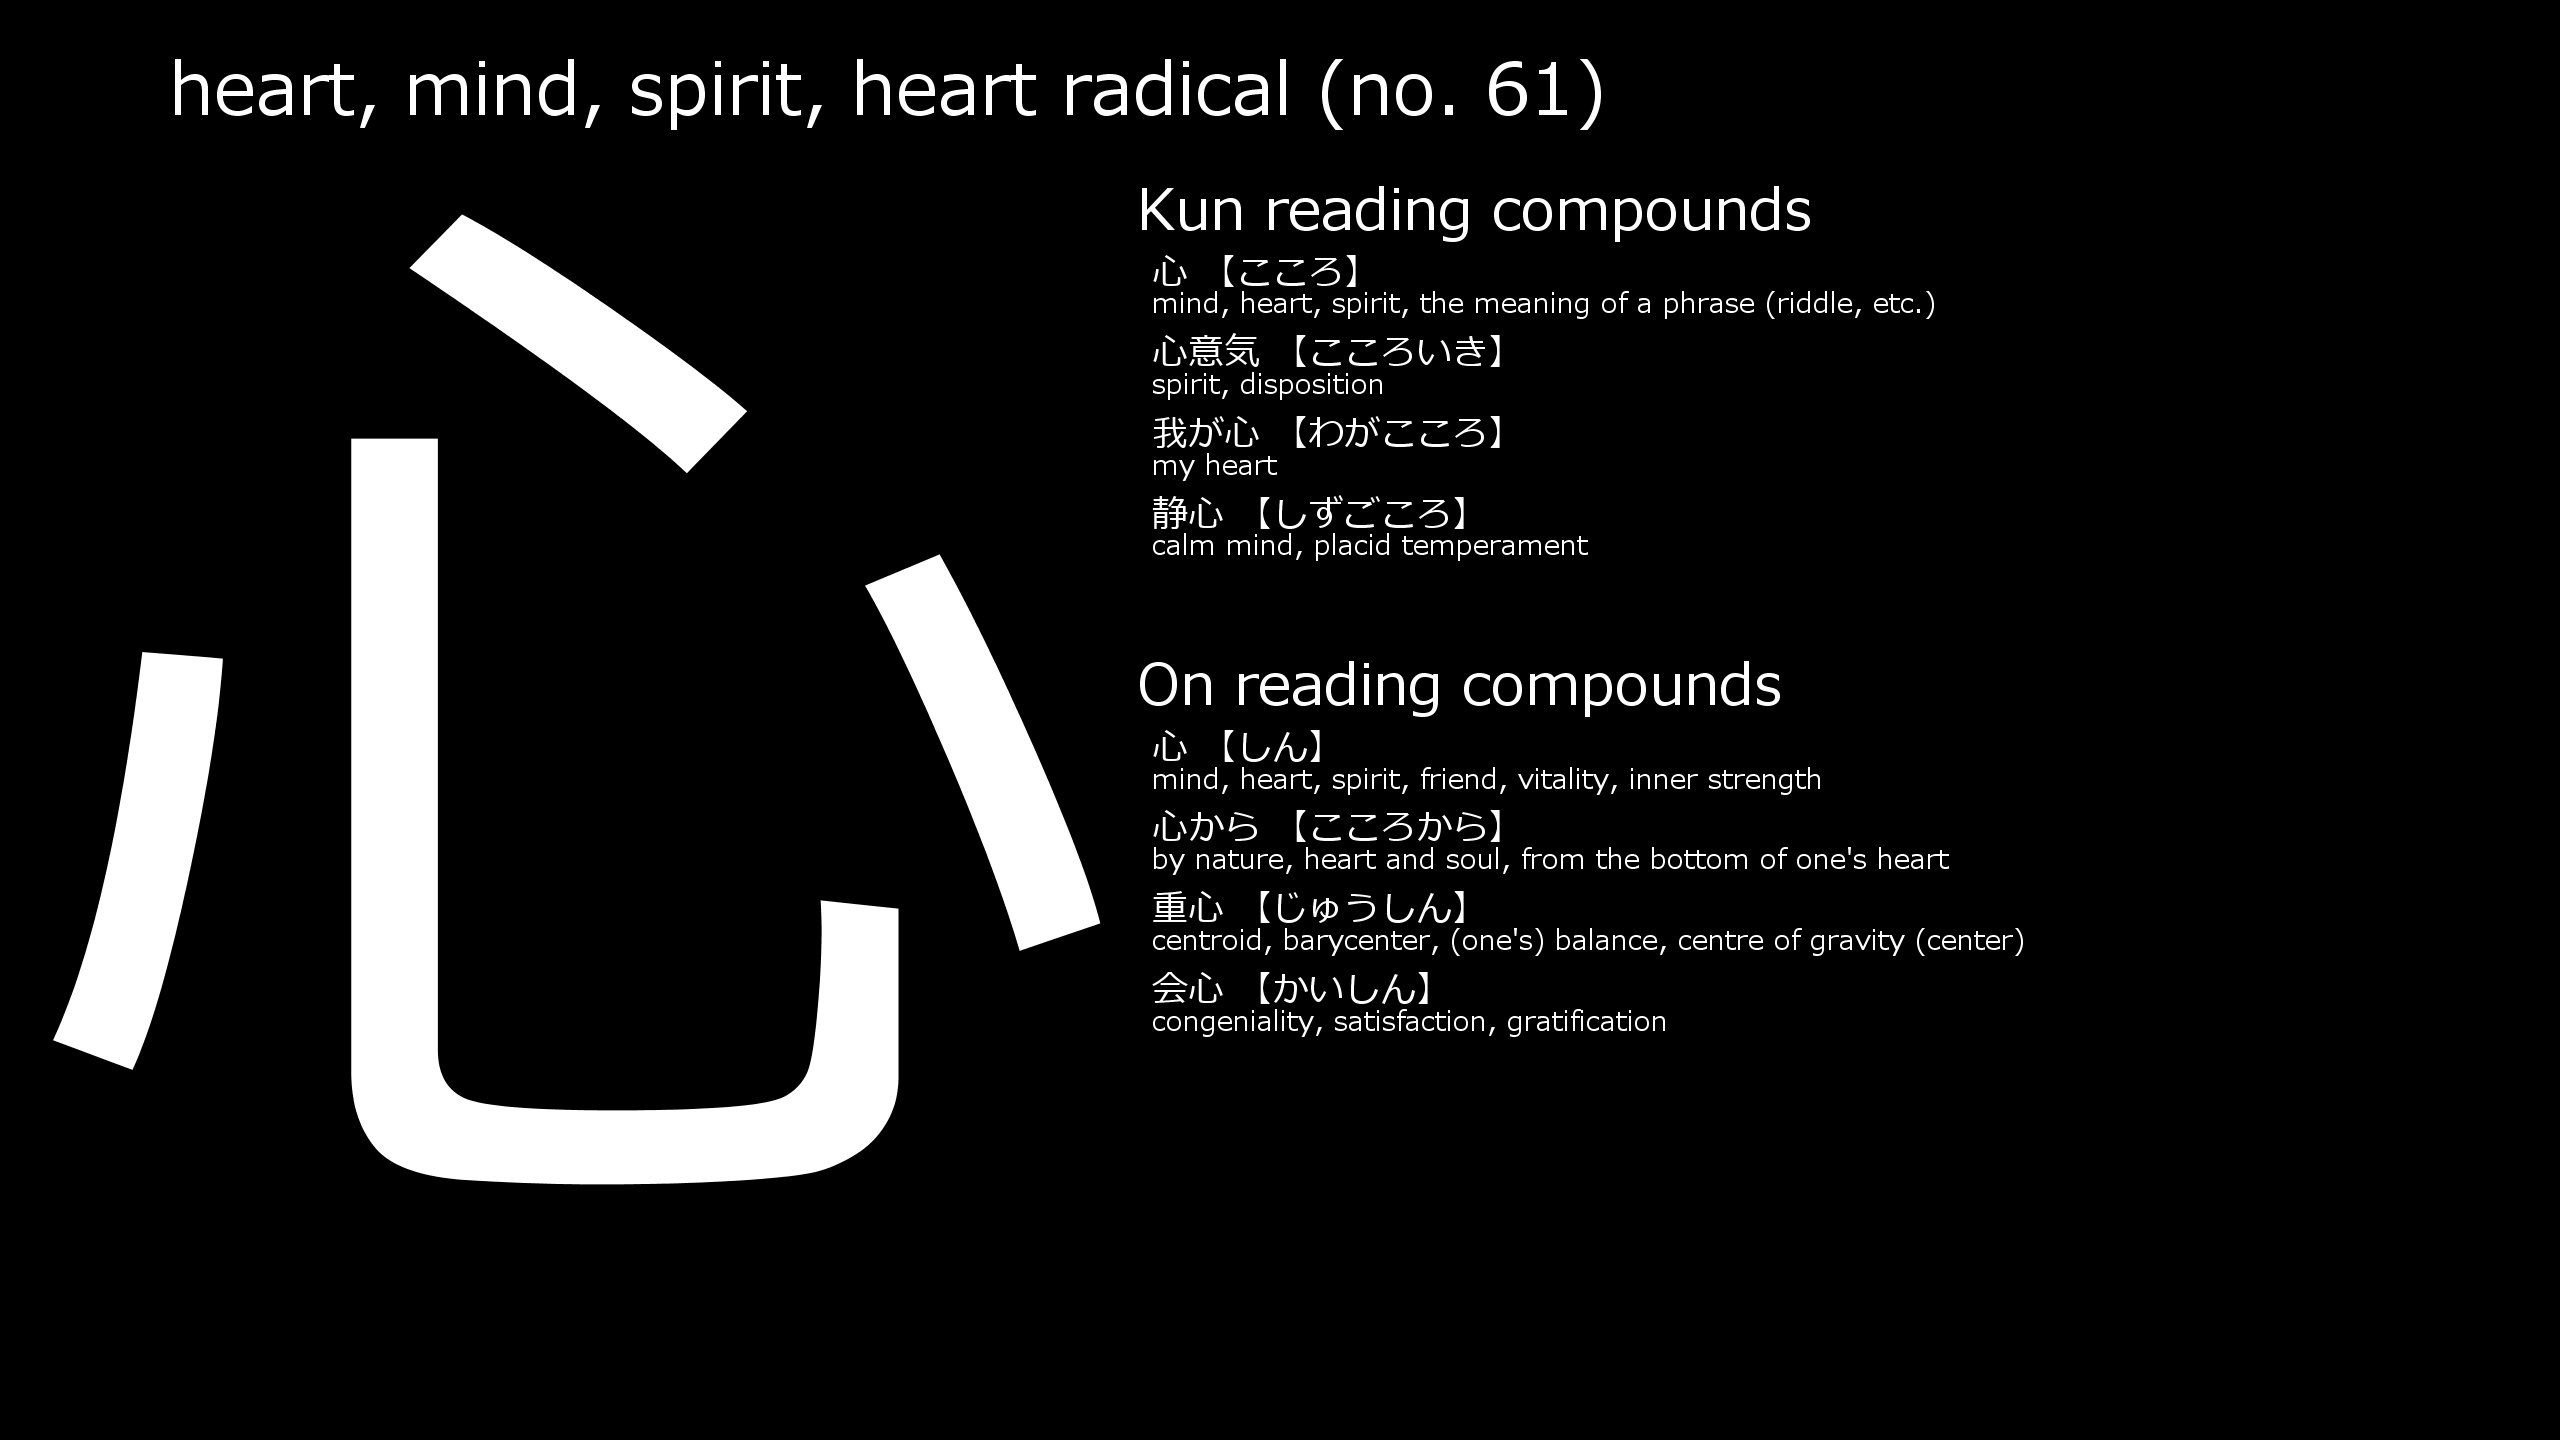 heart, mind, spirit, heart radical (no. 61)
心
Kun reading compounds
心 【こころ】
mind, heart, spirit, the meaning of a phrase (riddle, etc.)
心意気 【こころいき】
spirit, disposition
我が心 【わがこころ】
my heart
静心 【しずごころ】
calm mind, placid temperament
On reading compounds
心 【しん】
mind, heart, spirit, friend, vitality, inner strength
心から 【こころから】
by nature, heart and soul, from the bottom of one's heart
重心 【じゅうしん】
centroid, barycenter, (one's) balance, centre of gravity (center)
会心 【かいしん】
congeniality, satisfaction, gratification